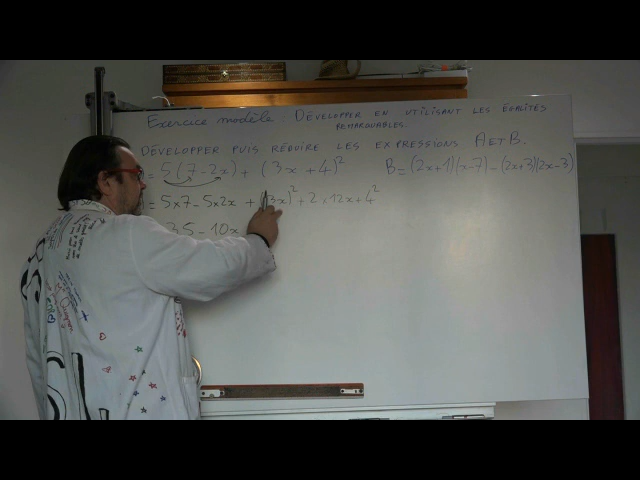 Exercice modèle : DÉVELOPPER EN UTILISANT LES ÉGALITÉS
REMARQUABLES.
DÉVELOPPER PUIS RÉDUIRE LES EXPRESSIONS A ET B.
= 5(7-2x) + (3x+4)²
B = (2x+1)(x-7) - (2x+3)(2x-3)
= 5×7 - 5×2x + (3x)² + 2×12x + 4²
35 - 10x